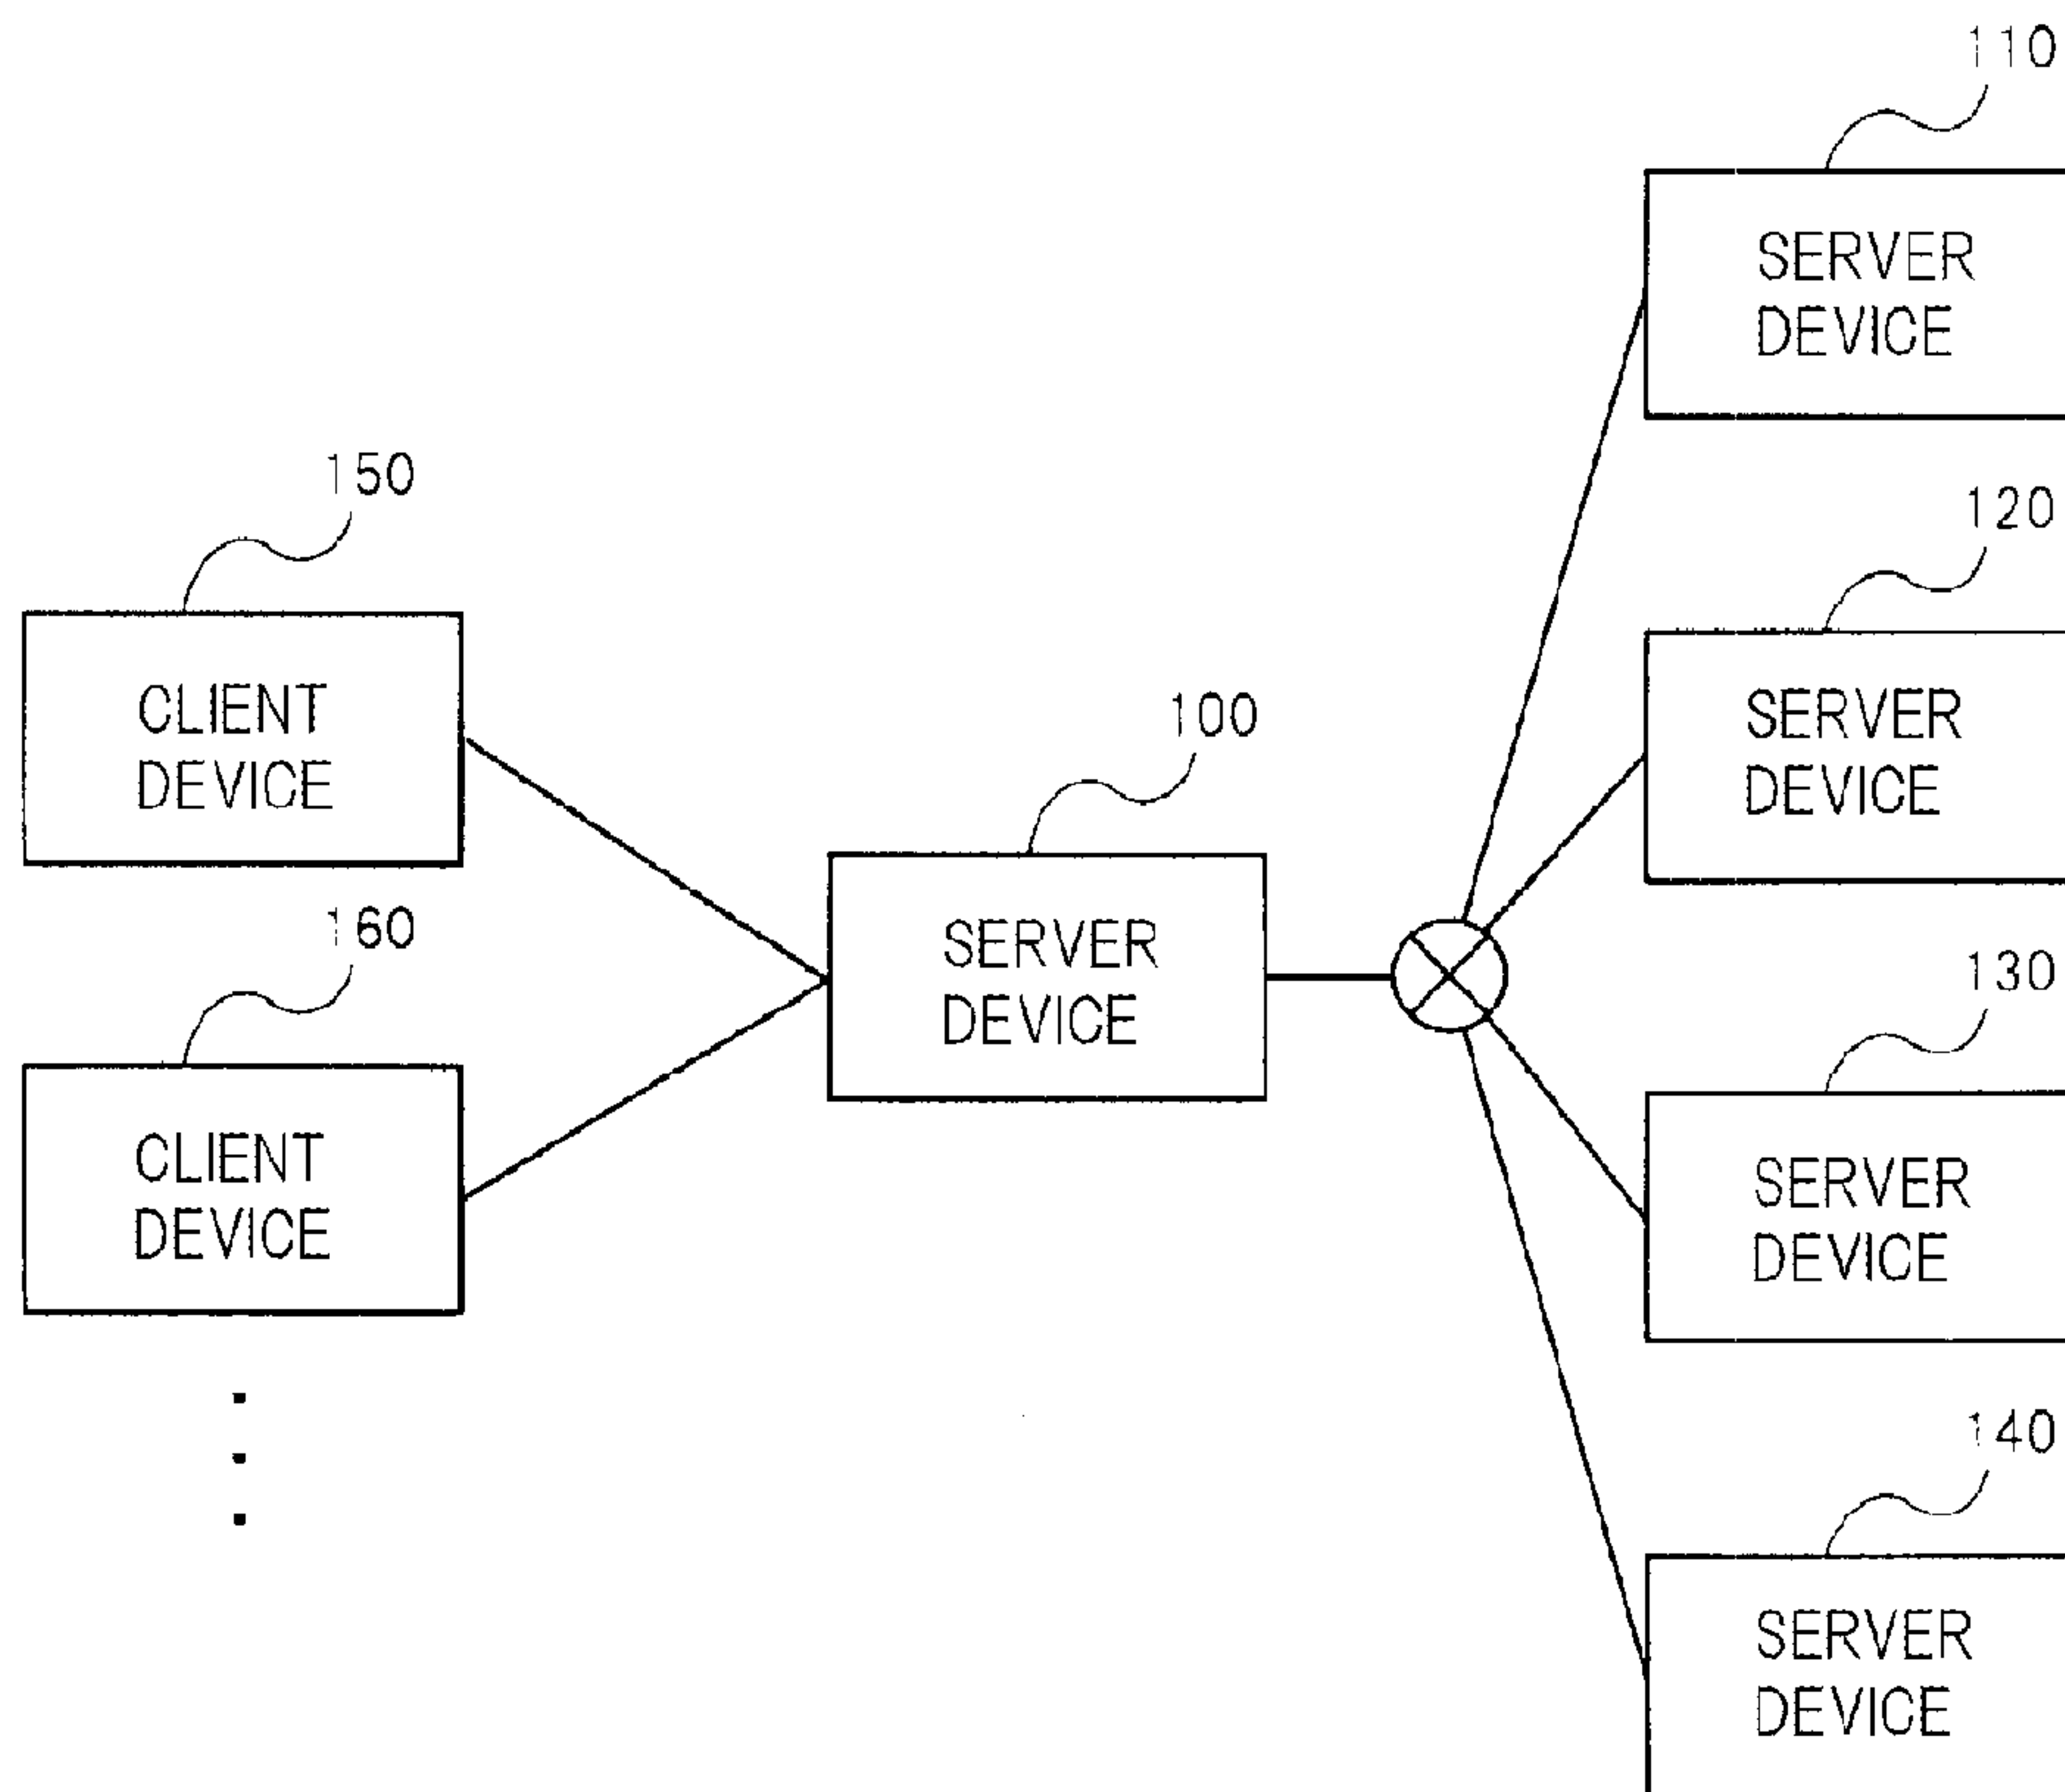 110
SERVER
DEVICE
150
CLIENT
DEVICE
120
SERVER
DEVICE
100
SERVER
DEVICE
160
CLIENT
DEVICE
130
SERVER
DEVICE
140
SERVER
DEVICE